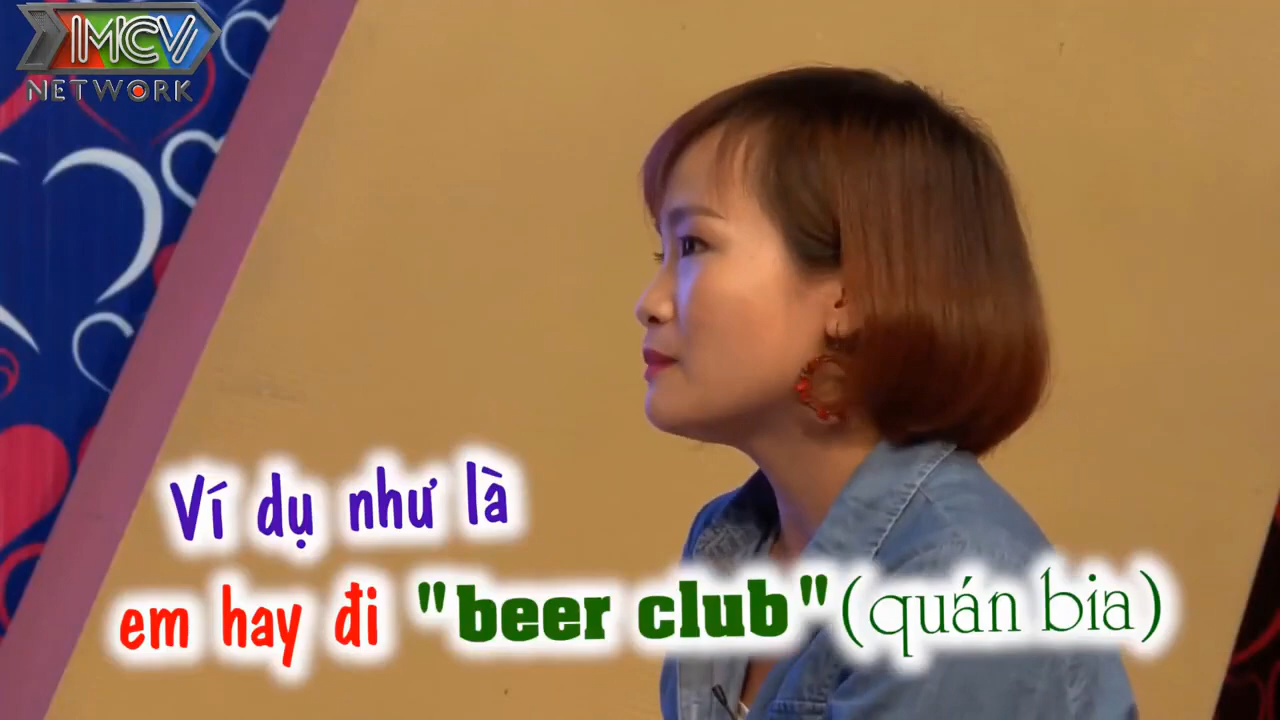 MCV
NETWORK
Ví dụ như là
em hay đi "beer club" (quán bia)